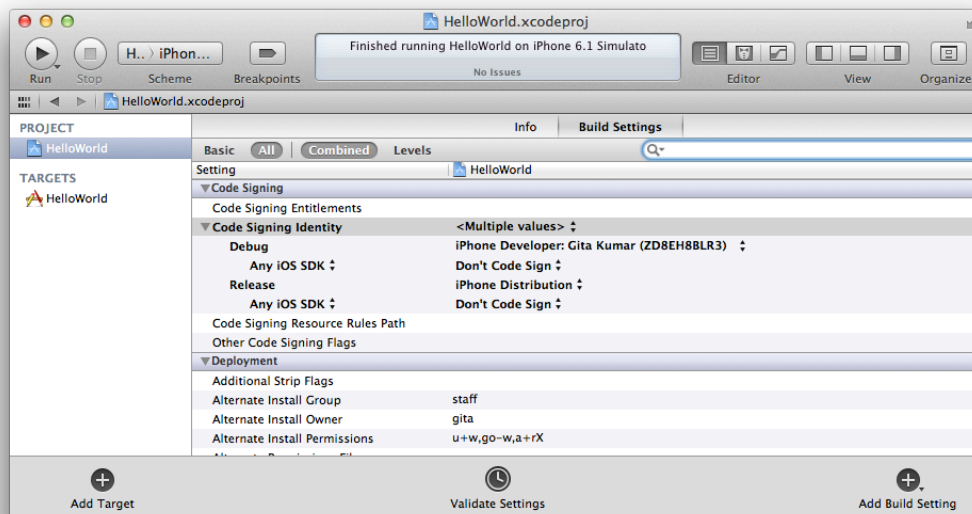 HelloWorld.xcodeproj
H.. › iPhon...
Finished running HelloWorld on iPhone 6.1 Simulato
No Issues
Run Stop Scheme Breakpoints Editor View Organize
HelloWorld.xcodeproj
PROJECT
HelloWorld
TARGETS
HelloWorld
Info Build Settings
Basic All Combined Levels
Setting HelloWorld
Code Signing
Code Signing Entitlements
Code Signing Identity <Multiple values>
Debug iPhone Developer: Gita Kumar (ZD8EH8BLR3)
Any iOS SDK Don't Code Sign
Release iPhone Distribution
Any iOS SDK Don't Code Sign
Code Signing Resource Rules Path
Other Code Signing Flags
Deployment
Additional Strip Flags
Alternate Install Group staff
Alternate Install Owner gita
Alternate Install Permissions u+w,go-w,a+rX
Add Target Validate Settings Add Build Setting